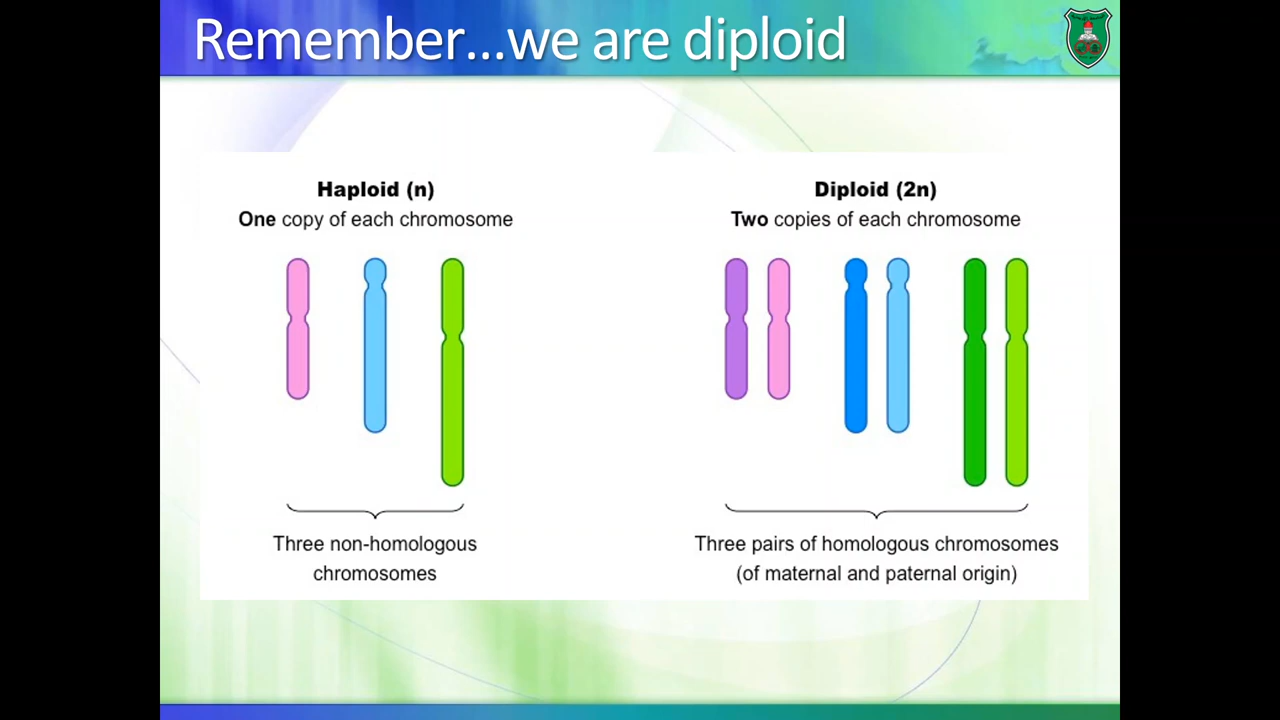 Remember...we are diploid
Haploid (n)
One copy of each chromosome
Three non-homologous
chromosomes
Diploid (2n)
Two copies of each chromosome
Three pairs of homologous chromosomes
(of maternal and paternal origin)